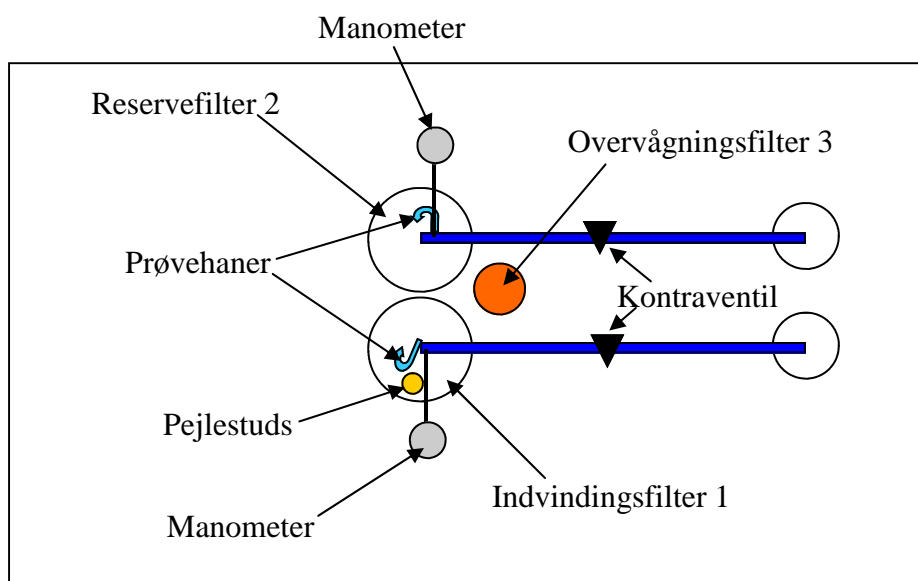 Manometer
Reservefilter 2
Overvågningsfilter 3
Prøvehaner
Kontraventil
Pejlestuds
Indvindingsfilter 1
Manometer